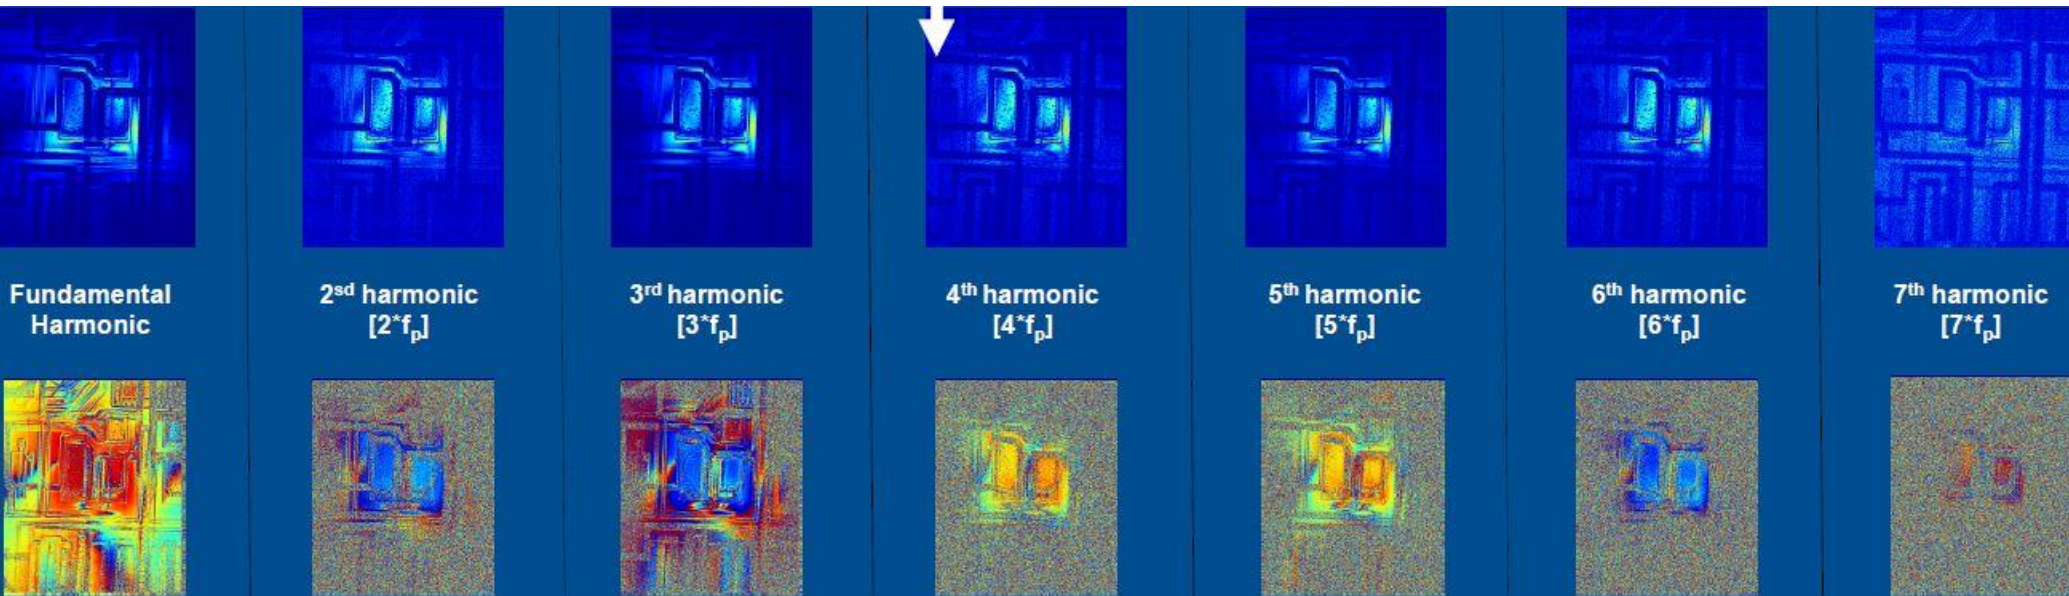 Fundamental
Harmonic
2sd harmonic
[2*fp]
3rd harmonic
[3*fp]
4th harmonic
[4*fp]
5th harmonic
[5*fp]
6th harmonic
[6*fp]
7th harmonic
[7*fp]